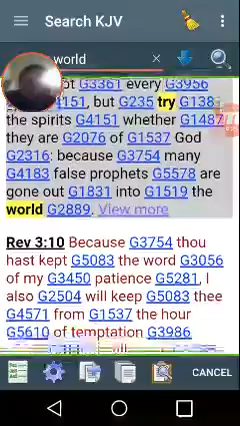 Search KJV
world
G3361 every G3956
G4151, but G235 try G138
the spirits G4151 whether G1487
they are G2076 of G1537 God
G2316: because G3754 many
G4183 false prophets G5578 are
gone out G1831 into G1519 the
world G2889. View more
Rev 3:10 Because G3754 thou
hast kept G5083 the word G3056
of my G3450 patience G5281, I
also G2504 will keep G5083 thee
G4571 from G1537 the hour
G5610 of temptation G3986
CANCEL